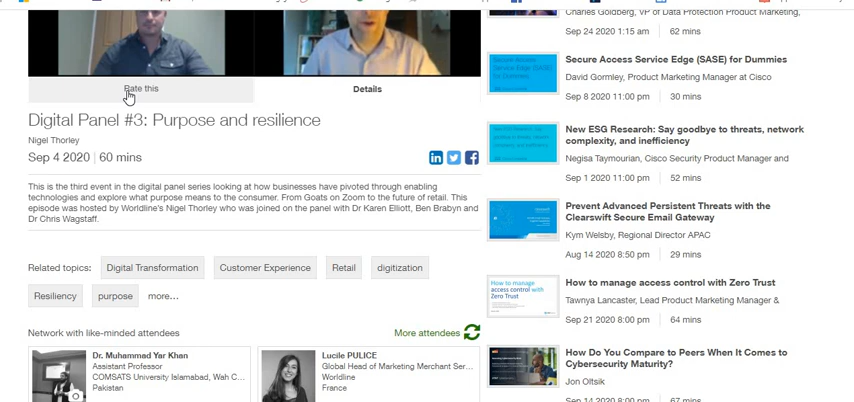 Charles Goldberg, VP of Data Protection Product Marketing,
Sep 24 2020 1:15 am 62 mins
Rate this
Details
Secure Access Service Edge (SASE) for Dummies
David Gormley, Product Marketing Manager at Cisco
Sep 8 2020 11:00 pm 30 mins
Digital Panel #3: Purpose and resilience
Nigel Thorley
Sep 4 2020 | 60 mins
This is the third event in the digital panel series looking at how businesses have pivoted through enabling
technologies and explore what purpose means to the consumer. From Goats on Zoom to the future of retail. This
episode was hosted by Worldline's Nigel Thorley who was joined on the panel with Dr Karen Elliott, Ben Brabyn and
Dr Chris Wagstaff.
New ESG Research: Say goodbye to threats, network
complexity, and inefficiency
Negisa Taymourian, Cisco Security Product Manager and
Sep 1 2020 11:00 pm 52 mins
Prevent Advanced Persistent Threats with the
Clearswift Secure Email Gateway
Kym Welsby, Regional Director APAC
Aug 14 2020 8:50 pm 29 mins
Related topics: Digital Transformation Customer Experience Retail digitization
Resiliency purpose more...
How to manage
access control with
Zero Trust
How to manage access control with Zero Trust
Tawnya Lancaster, Lead Product Marketing Manager &
Sep 21 2020 8:00 pm 64 mins
Network with like-minded attendees
More attendees
Dr. Muhammad Yar Khan
Assistant Professor
COMSATS University Islamabad, Wah C...
Pakistan
Lucile PULICE
Global Head of Marketing Merchant Ser...
Worldline
France
How Do You Compare to Peers When It Comes to
Cybersecurity Maturity?
Jon Oltsik
Sep 14 2020 8:00 pm 67 mins